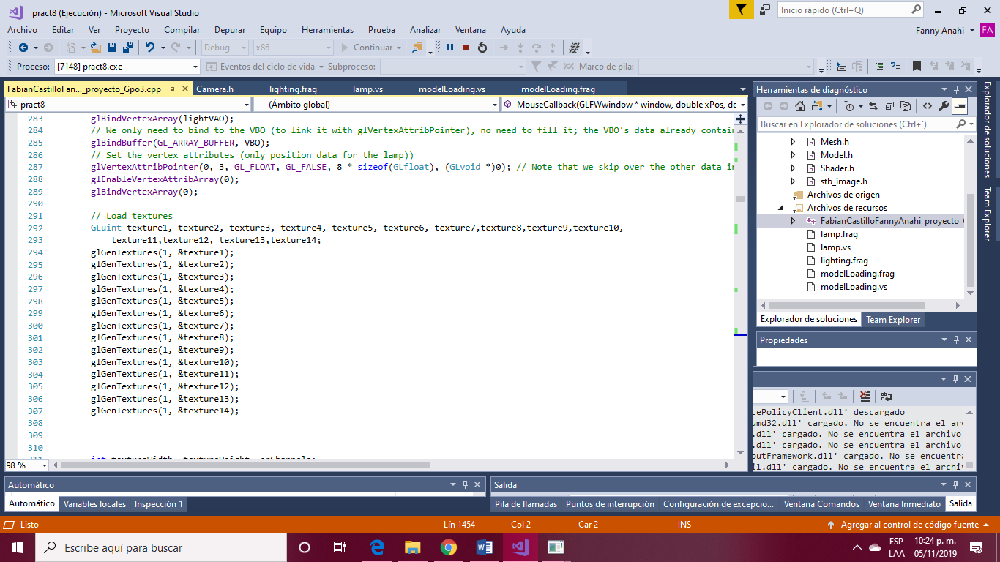 pract8 (Ejecución) - Microsoft Visual Studio
Inicio rápido (Ctrl+Q)
Archivo Editar Ver Proyecto Compilar Depurar Equipo Herramientas Prueba Analizar Ventana Ayuda
Fanny Anahi FA
Debug x86 Continuar
Proceso: [7148] pract8.exe Eventos del ciclo de vida Subproceso: Marco de pila:
FabianCastilloFan..._proyecto_Gpo3.cpp Camera.h lighting.frag lamp.vs modelLoading.vs modelLoading.frag
pract8 (Ámbito global) MouseCallback(GLFWwindow * window, double xPos, dc
283 glBindVertexArray(lightVAO);
284 // We only need to bind to the VBO (to link it with glVertexAttribPointer), no need to fill it; the VBO's data already contai
285 glBindBuffer(GL_ARRAY_BUFFER, VBO);
286 // Set the vertex attributes (only position data for the lamp))
287 glVertexAttribPointer(0, 3, GL_FLOAT, GL_FALSE, 8 * sizeof(GLfloat), (GLvoid *)0); // Note that we skip over the other data i
288 glEnableVertexAttribArray(0);
289 glBindVertexArray(0);
290
291 // Load textures
292 GLuint texture1, texture2, texture3, texture4, texture5, texture6, texture7,texture8,texture9,texture10,
293 texture11,texture12, texture13,texture14;
294 glGenTextures(1, &texture1);
295 glGenTextures(1, &texture2);
296 glGenTextures(1, &texture3);
297 glGenTextures(1, &texture4);
298 glGenTextures(1, &texture5);
299 glGenTextures(1, &texture6);
300 glGenTextures(1, &texture7);
301 glGenTextures(1, &texture8);
302 glGenTextures(1, &texture9);
303 glGenTextures(1, &texture10);
304 glGenTextures(1, &texture11);
305 glGenTextures(1, &texture12);
306 glGenTextures(1, &texture13);
307 glGenTextures(1, &texture14);
308
309
310
311 int textureWidth, textureHeight, nrChannels;
98 %
Herramientas de diagnóstico
Buscar en Explorador de soluciones (Ctrl+´)
Mesh.h
Model.h
Shader.h
stb_image.h
Archivos de origen
Archivos de recursos
FabianCastilloFannyAnahi_proyecto_
lamp.frag
lamp.vs
lighting.frag
modelLoading.frag
modelLoading.vs
Explorador de soluciones Team Explorer
Propiedades
Explorador de soluciones
Team Explorer
cePolicyClient.dll' descargado
umd32.dll' cargado. No se encuentra el arc
.dll' cargado. No se encuentra el archivo
.dll' cargado. No se encuentra el archivo
putFramework.dll' cargado. No se encuentra
il.dll' cargado. No se encuentra el archiv
Automático
Automático Variables locales Inspección 1
Salida
Pila de llamadas Puntos de interrupción Configuración de excepcio... Ventana Comandos Ventana Inmediato Salida
Listo Lín 1454 Col 2 Car 2 INS Agregar al control de código fuente
Escribe aquí para buscar
ESP
LAA
10:24 p. m.
05/11/2019